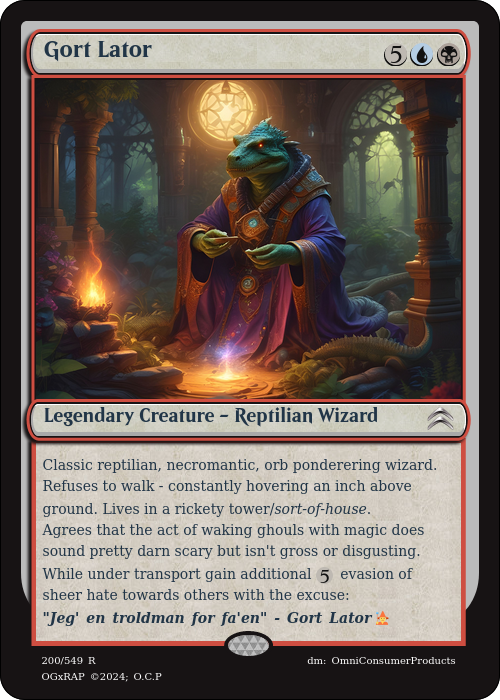 Gort Lator
5
Legendary Creature – Reptilian Wizard
Classic reptilian, necromantic, orb ponderering wizard.
Refuses to walk - constantly hovering an inch above
ground. Lives in a rickety tower/sort-of-house.
Agrees that the act of waking ghouls with magic does
sound pretty darn scary but isn't gross or disgusting.
While under transport gain additional 5 evasion of
sheer hate towards others with the excuse:
"Jeg' en troldman for fa'en" - Gort Lator
200/549 R
dm: OmniConsumerProducts
OGxRAP ©2024; O.C.P